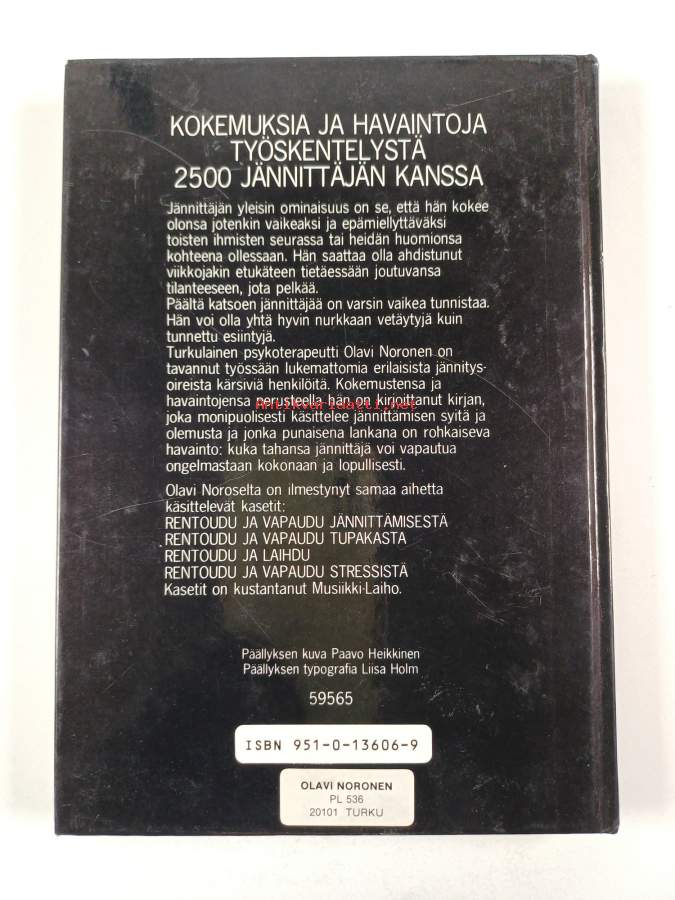 KOKEMUKSIA JA HAVAINTOJA
TYÖSKENTELYSTÄ
2500 JÄNNITTÄJÄN KANSSA
Jännittäjän yleisin ominaisuus on se, että hän kokee
olonsa jotenkin vaikeaksi ja epämiellyttäväksi
toisten ihmisten seurassa tai heidän huomionsa
kohteena ollessaan. Hän saattaa olla ahdistunut
viikkojakin etukäteen tietäessään joutuvansa
tilanteeseen, jota pelkää.
Päältä katsoen jännittäjää on varsin vaikea tunnistaa.
Hän voi olla yhtä hyvin nurkkaan vetäytyjä kuin
tunnettu esiintyjä.
Turkulainen psykoterapeutti Olavi Noronen on
tavannut työssään lukemattomia erilaisista jännitys-
oireista kärsiviä henkilöitä. Kokemustensa ja
havaintojensa perusteella hän on kirjoittanut kirjan,
Antikvariaatti.net
joka monipuolisesti käsittelee jännittämisen syitä ja
olemusta ja jonka punaisena lankana on rohkaiseva
havainto: kuka tahansa jännittäjä voi vapautua
ongelmastaan kokonaan ja lopullisesti.
Olavi Noroselta on ilmestynyt samaa aihetta
käsittelevät kasetit:
RENTOUDU JA VAPAUDU JÄNNITTÄMISESTÄ
RENTOUDU JA VAPAUDU TUPAKASTA
RENTOUDU JA LAIHDU
RENTOUDU JA VAPAUDU STRESSISTÄ
Kasetit on kustantanut Musiikki-Laiho.
Päällyksen kuva Paavo Heikkinen
Päällyksen typografia Liisa Holm
59565
ISBN 951-0-13606-9
OLAVI NORONEN
PL 536
20101 TURKU